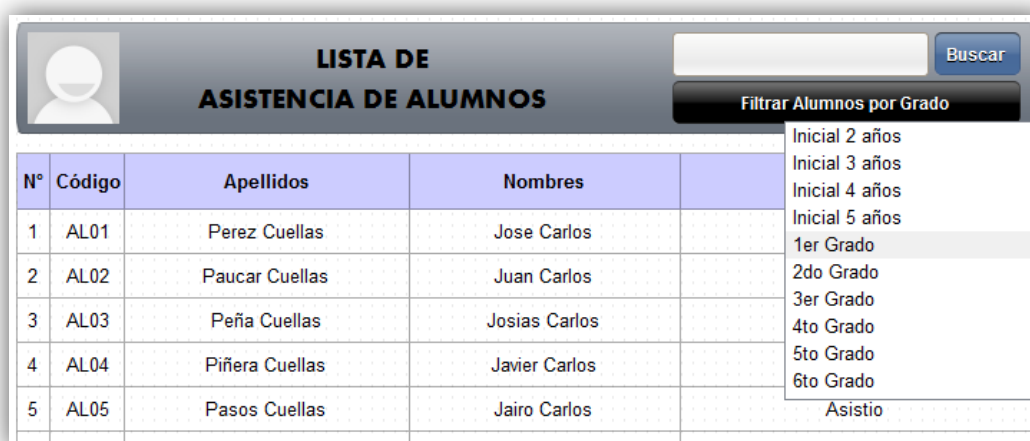 LISTA DE
ASISTENCIA DE ALUMNOS
Buscar
Filtrar Alumnos por Grado
Inicial 2 años
Inicial 3 años
Inicial 4 años
Inicial 5 años
1er Grado
2do Grado
3er Grado
4to Grado
5to Grado
6to Grado
N° Código Apellidos Nombres
1 AL01 Perez Cuellas Jose Carlos
2 AL02 Paucar Cuellas Juan Carlos
3 AL03 Peña Cuellas Josias Carlos
4 AL04 Piñera Cuellas Javier Carlos
5 AL05 Pasos Cuellas Jairo Carlos Asistio